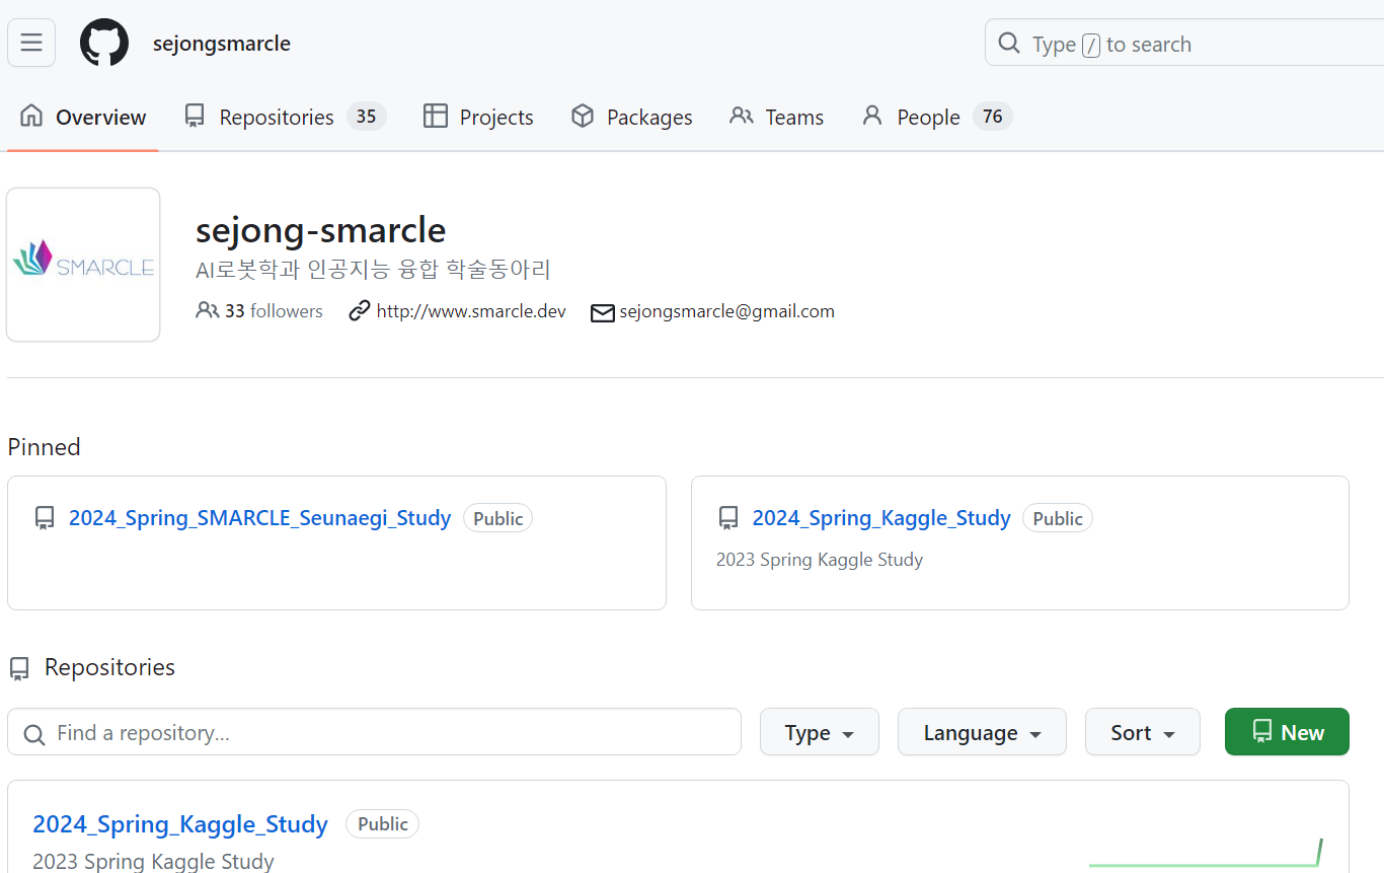 sejongsmarcle
Type / to search
Overview Repositories 35 Projects Packages Teams People 76
SMARCLE
sejong-smarcle
AI로봇학과 인공지능 융합 학술동아리
33 followers http://www.smarcle.dev sejongsmarcle@gmail.com
Pinned
2024_Spring_SMARCLE_Seunaegi_Study Public
2024_Spring_Kaggle_Study Public
2023 Spring Kaggle Study
Repositories
Find a repository... Type Language Sort New
2024_Spring_Kaggle_Study Public
2023 Spring Kaggle Study